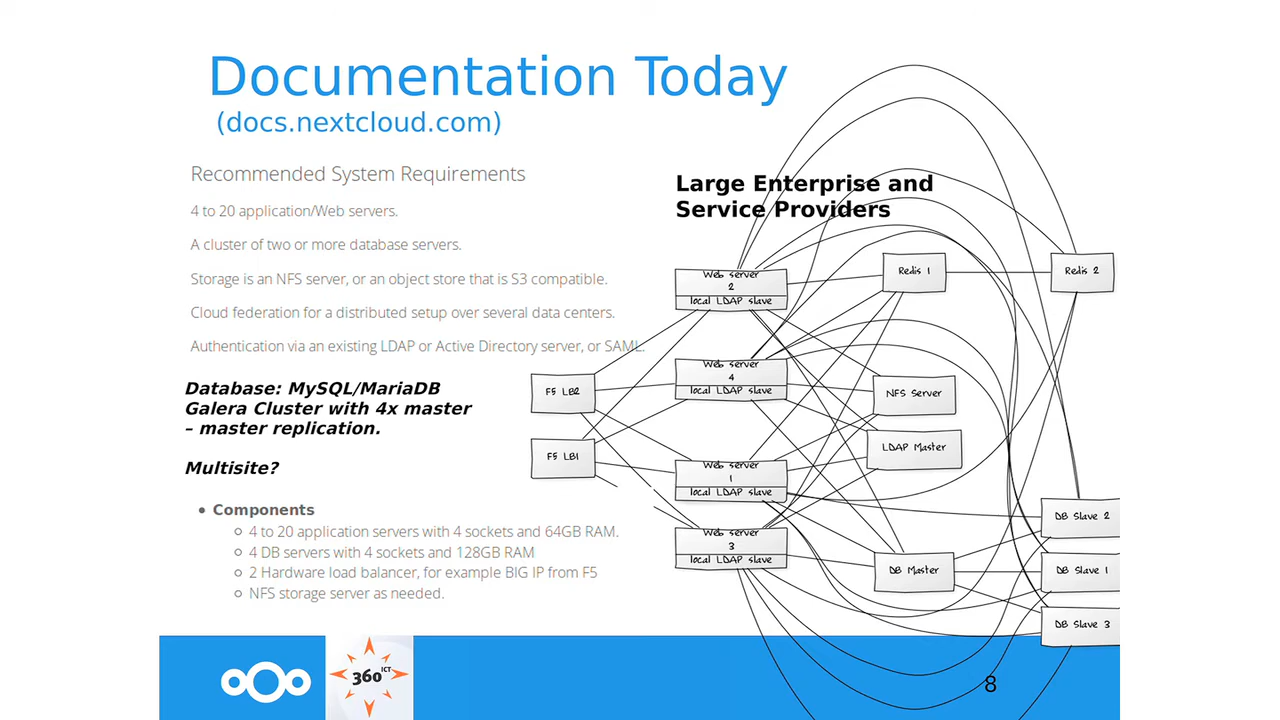 Documentation Today
(docs.nextcloud.com)
Recommended System Requirements
4 to 20 application/Web servers.
A cluster of two or more database servers.
Storage is an NFS server, or an object store that is S3 compatible.
Cloud federation for a distributed setup over several data centers.
Authentication via an existing LDAP or Active Directory server, or SAML.
Database: MySQL/MariaDB
Galera Cluster with 4x master
– master replication.
Multisite?
• Components
4 to 20 application servers with 4 sockets and 64GB RAM.
4 DB servers with 4 sockets and 128GB RAM
2 Hardware load balancer, for example BIG IP from F5
NFS storage server as needed.
Large Enterprise and
Service Providers
Web server
2
local LDAP slave
Redis 1
Redis 2
Web server
4
local LDAP slave
F5 LB2
NFS Server
F5 LB1
LDAP Master
Web server
1
local LDAP slave
DB Slave 2
Web server
3
local LDAP slave
DB Master
DB Slave 1
DB Slave 3
360 ICT
8